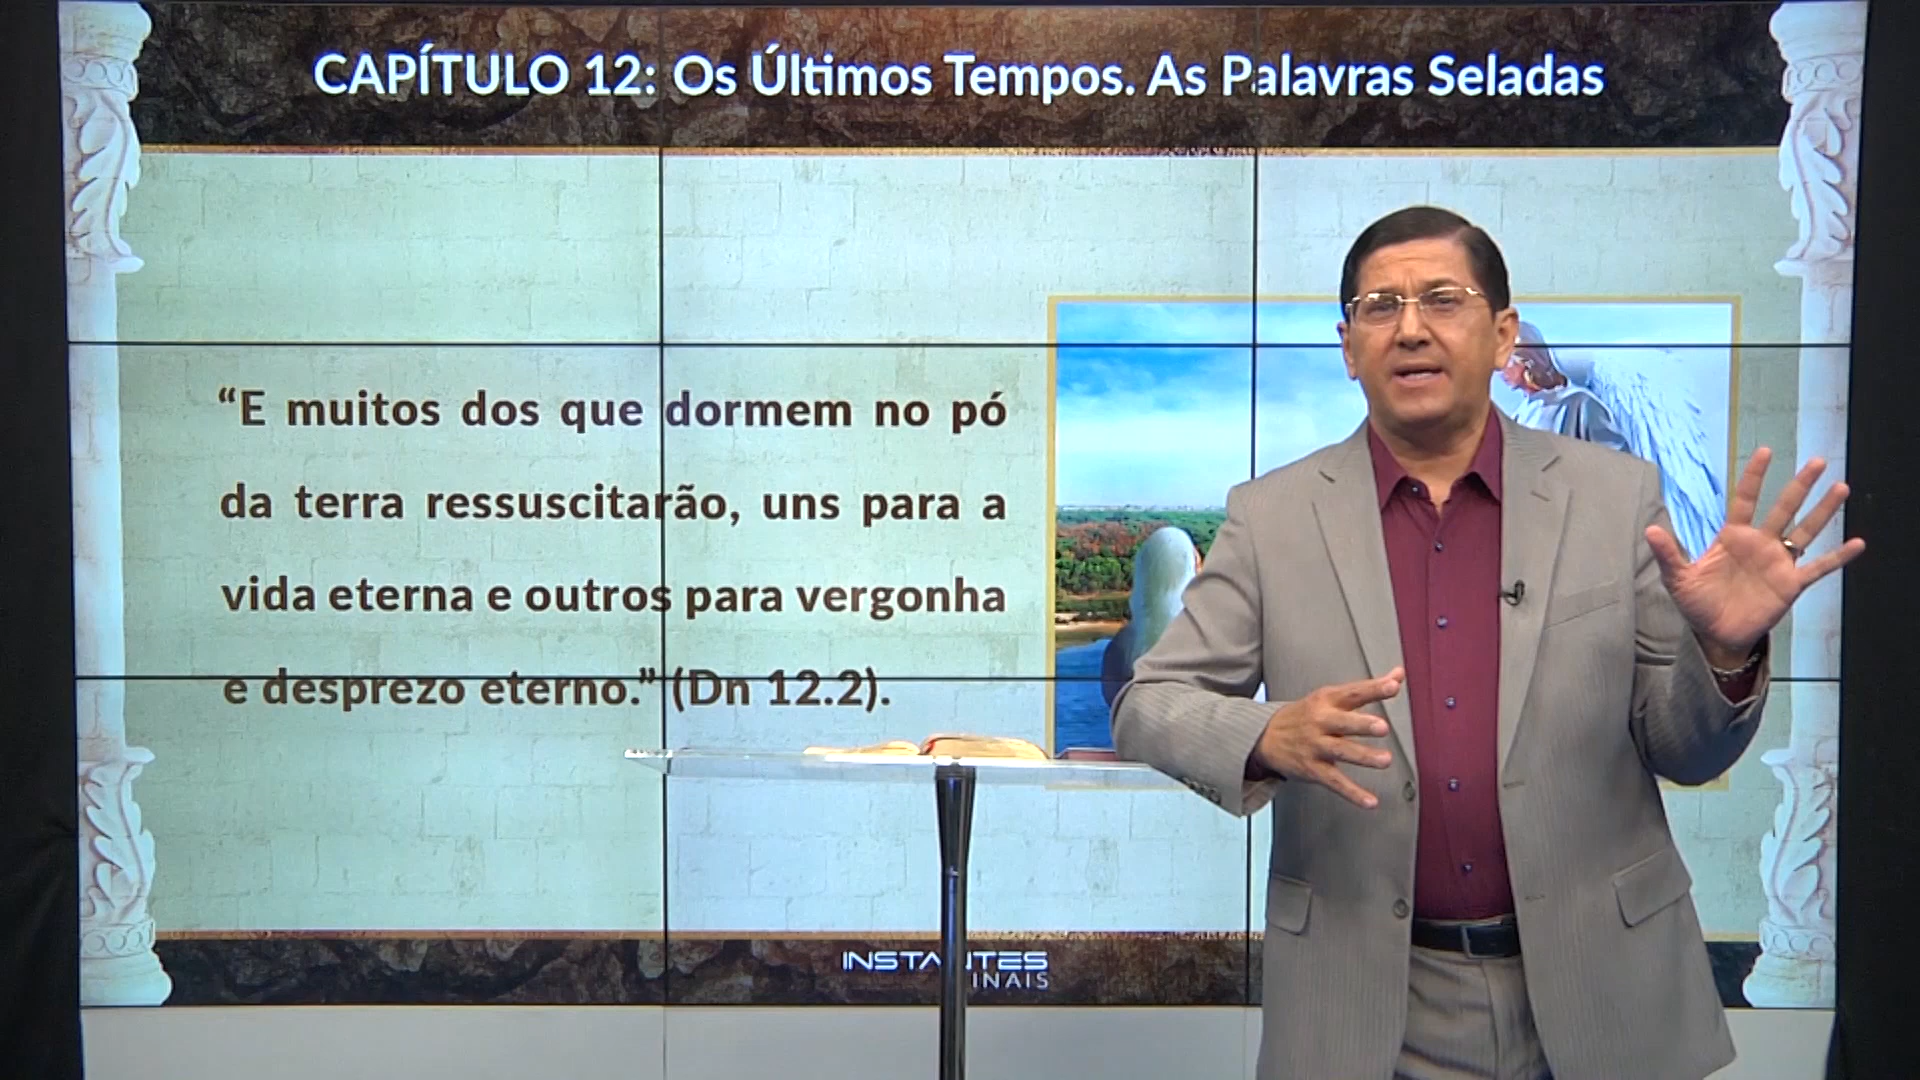 CAPÍTULO 12: Os Últimos Tempos. As Palavras Seladas
“E muitos dos que dormem no pó
da terra ressuscitarão, uns para a
vida eterna e outros para vergonha
e desprezo eterno.” (Dn 12.2).